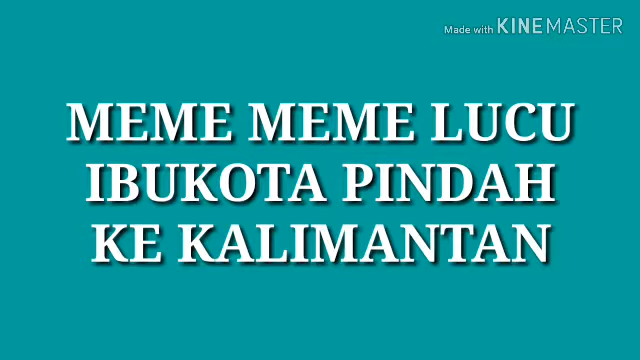 Made with KINEMASTER
MEME MEME LUCU
IBUKOTA PINDAH
KE KALIMANTAN